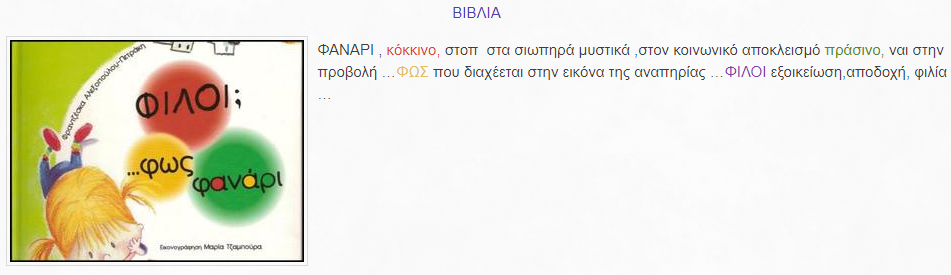 ΒΙΒΛΙΑ
Φραντζέσκα Αλεξοπούλου-Πετράκη
ΦΙΛΟΙ;
...φως
φανάρι
Εικονογράφηση Μαρία Τζαμπούρα
ΦΑΝΑΡΙ , κόκκινο, στοπ στα σιωπηρά μυστικά ,στον κοινωνικό αποκλεισμό πράσινο, ναι στην
προβολή ...ΦΩΣ που διαχέεται στην εικόνα της αναπηρίας ...ΦΙΛΟΙ εξοικείωση,αποδοχή, φιλία
...